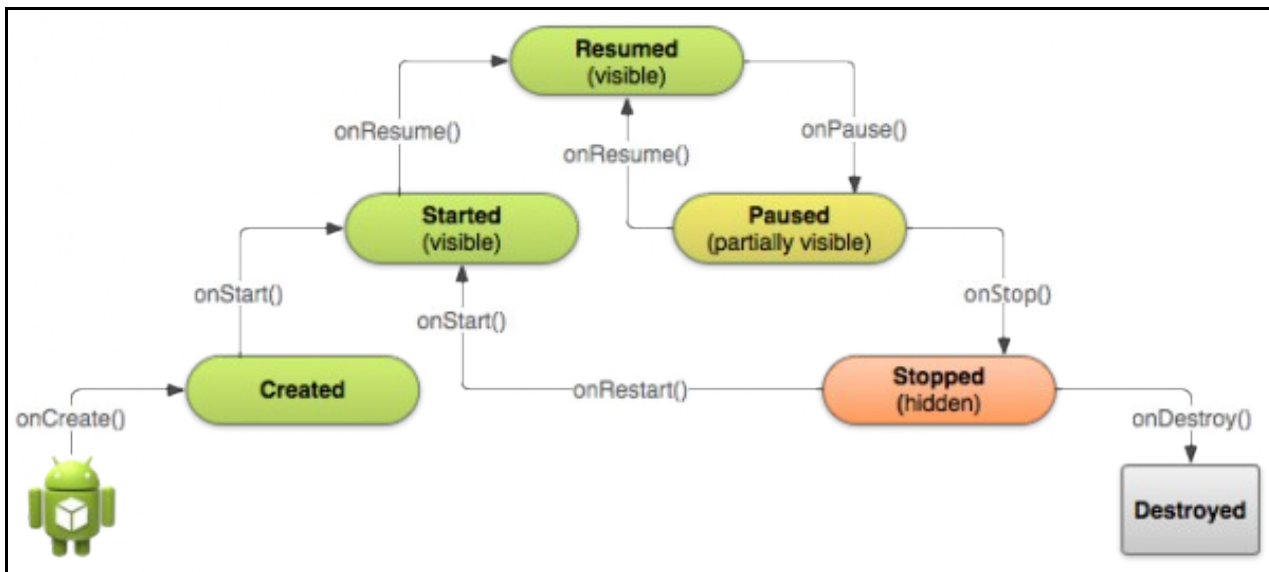 Resumed
(visible)
onResume()
onPause()
onResume()
Started
(visible)
Paused
(partially visible)
onStart()
onStart()
onStop()
Created
onRestart()
Stopped
(hidden)
onCreate()
onDestroy()
Destroyed